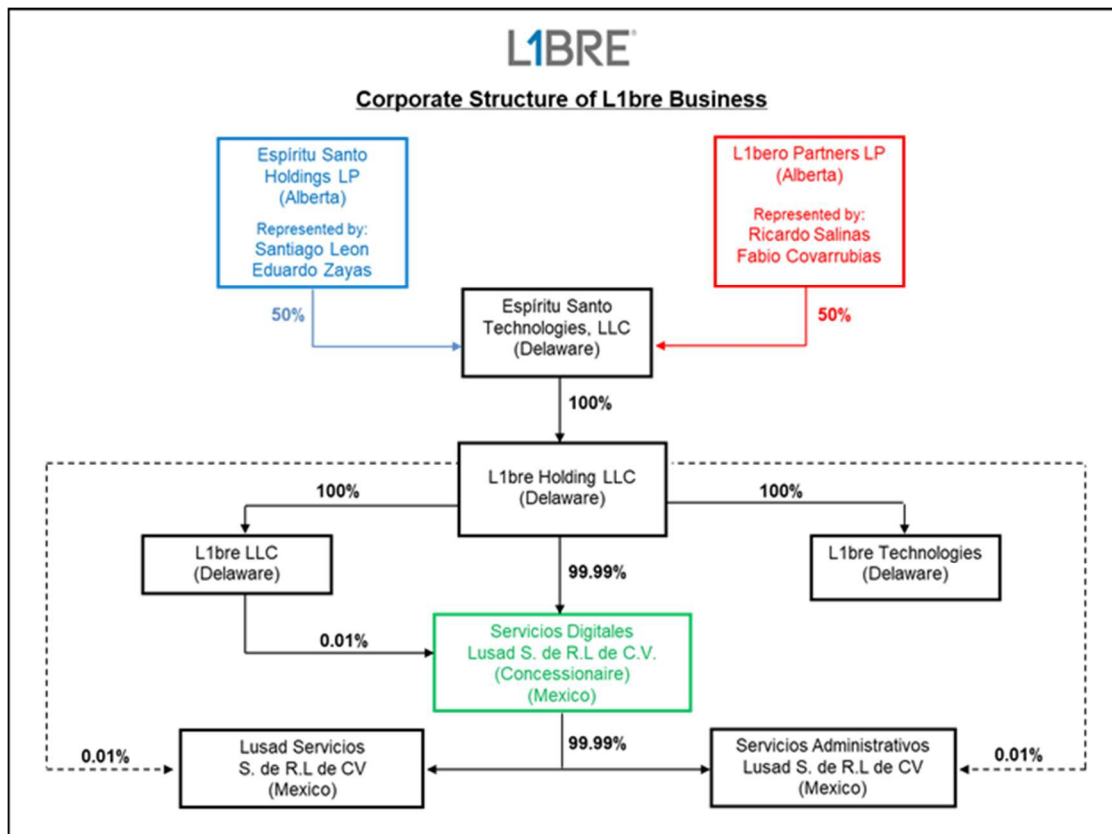 L1BRE®
Corporate Structure of L1bre Business
Espíritu Santo
Holdings LP
(Alberta)
Represented by:
Santiago Leon
Eduardo Zayas
L1bero Partners LP
(Alberta)
Represented by:
Ricardo Salinas
Fabio Covarrubias
50%
Espíritu Santo
Technologies, LLC
(Delaware)
50%
100%
L1bre Holding LLC
(Delaware)
100%
100%
L1bre LLC
(Delaware)
99.99%
L1bre Technologies
(Delaware)
0.01%
Servicios Digitales
Lusad S. de R.L de C.V.
(Concessionaire)
(Mexico)
0.01%
Lusad Servicios
S. de R.L de CV
(Mexico)
99.99%
Servicios Administrativos
Lusad S. de R.L de CV
(Mexico)
0.01%